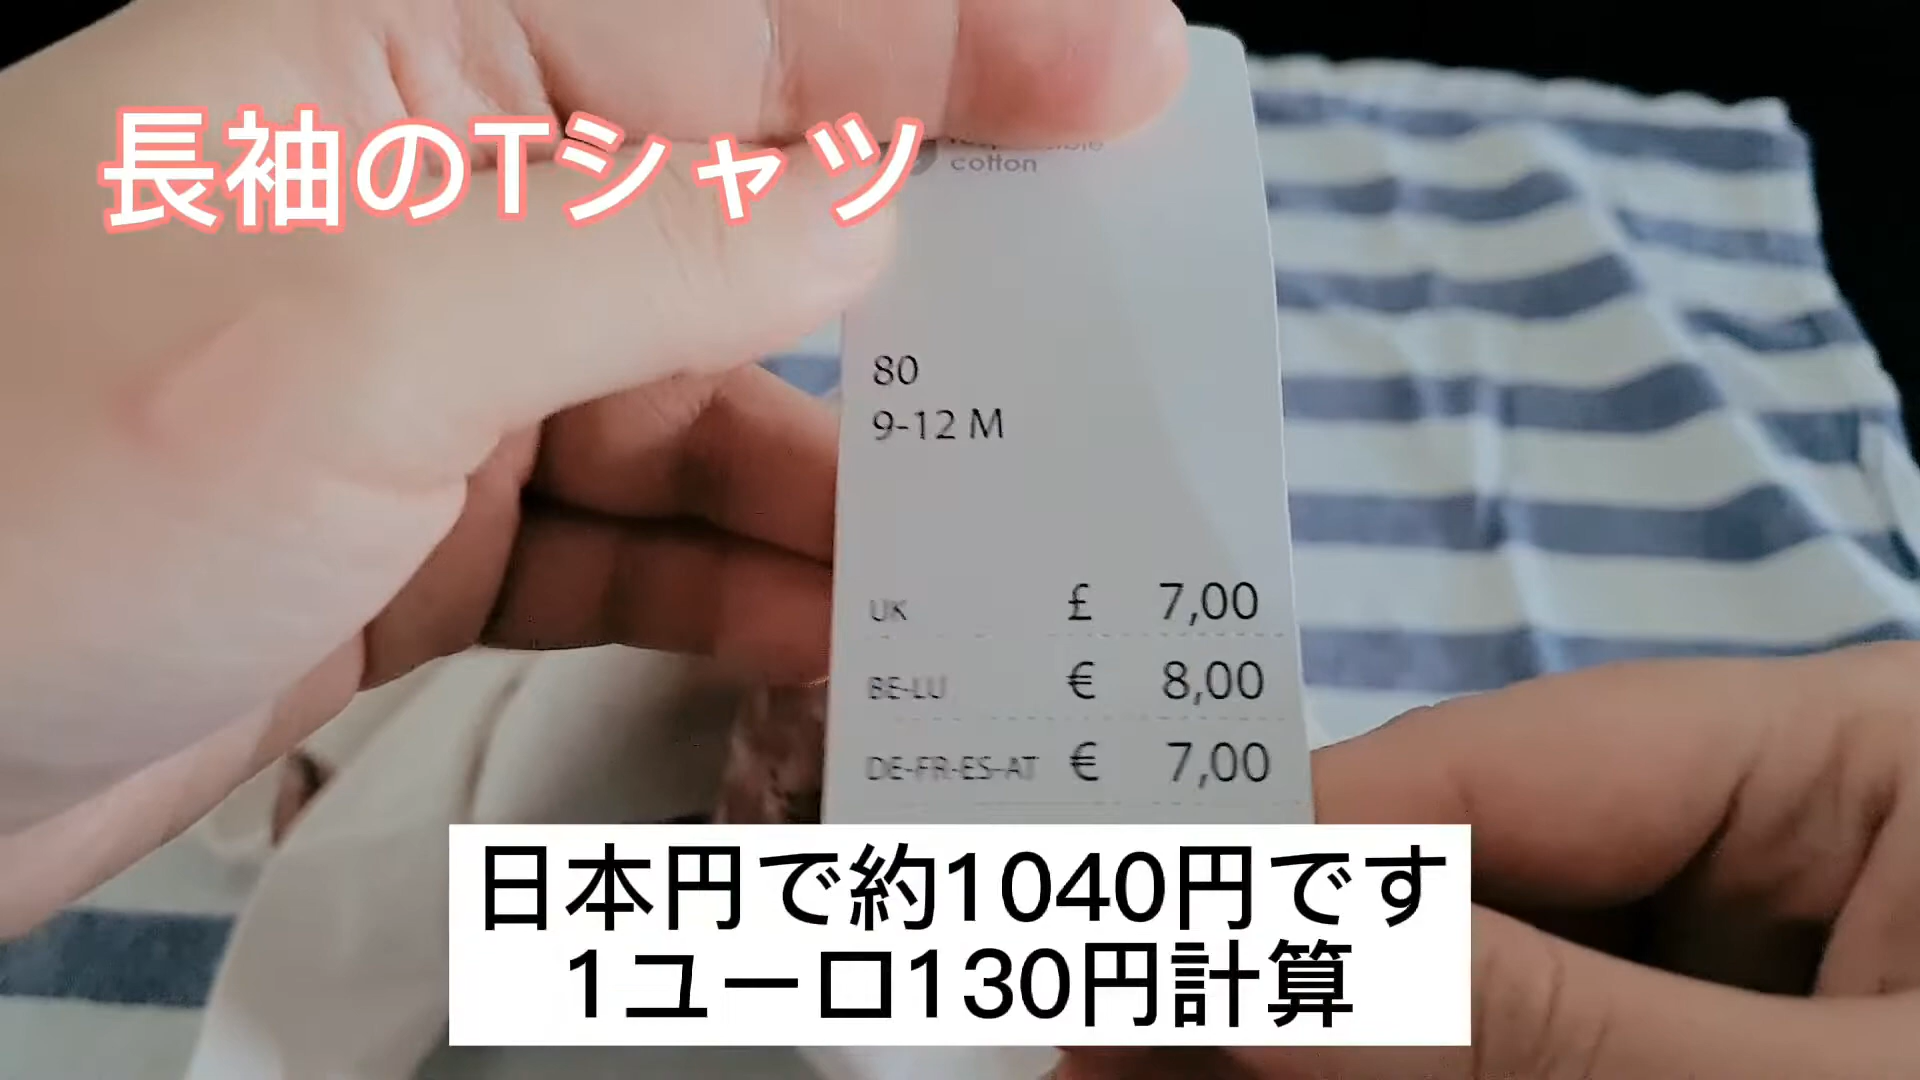 長袖のTシャツ
cotton
80
9-12 M
UK £ 7,00
BE-LU € 8,00
DE-FR-ES-AT € 7,00
日本円で約1040円です
1ユーロ130円計算